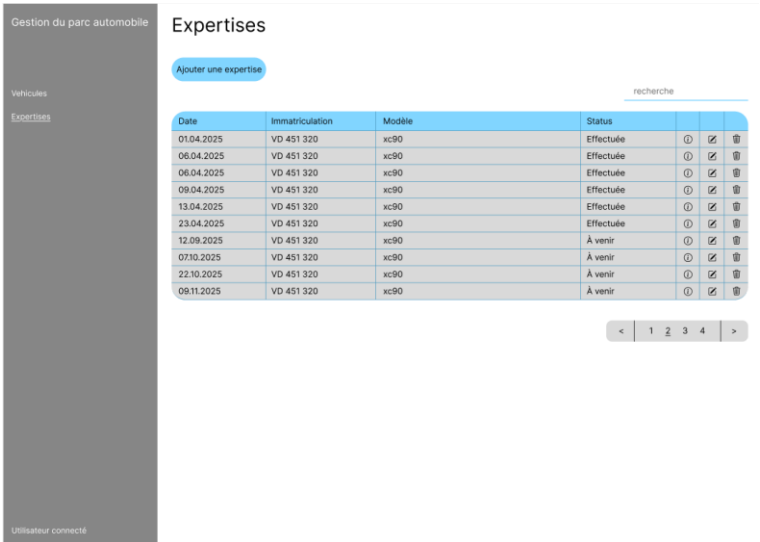 Gestion du parc automobile
Expertises
Ajouter une expertise
recherche
Vehicules
Expertises
Date Immatriculation Modèle Status
01.04.2025 VD 451 320 xc90 Effectuée
06.04.2025 VD 451 320 xc90 Effectuée
06.04.2025 VD 451 320 xc90 Effectuée
09.04.2025 VD 451 320 xc90 Effectuée
13.04.2025 VD 451 320 xc90 Effectuée
23.04.2025 VD 451 320 xc90 Effectuée
12.09.2025 VD 451 320 xc90 À venir
07.10.2025 VD 451 320 xc90 À venir
22.10.2025 VD 451 320 xc90 À venir
09.11.2025 VD 451 320 xc90 À venir
< 1 2 3 4 >
Utilisateur connecté